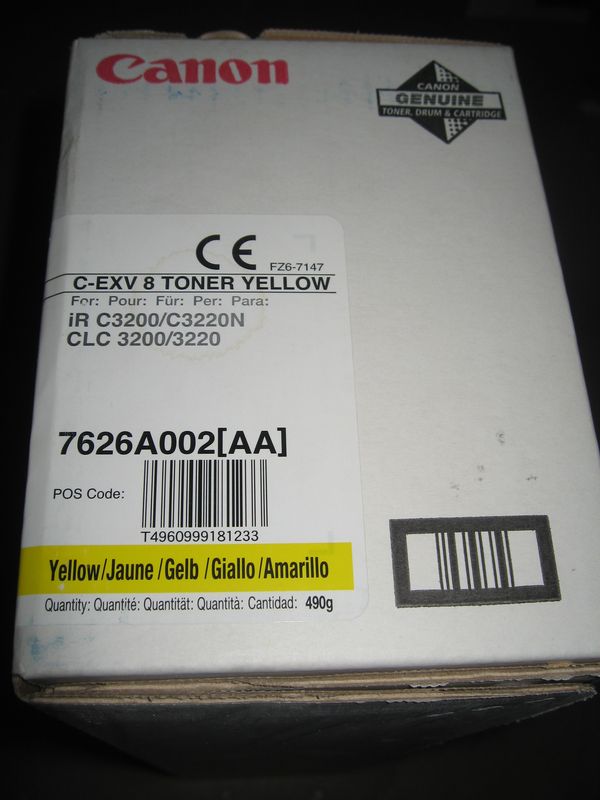 Canon
CANON
GENUINE
TONER, DRUM & CARTRIDGE
CE
FZ6-7147
C-EXV 8 TONER YELLOW
For: Pour: Für: Per: Para:
iR C3200/C3220N
CLC 3200/3220
7626A002[AA]
POS Code:
T4960999181233
Yellow/Jaune/Gelb/Giallo/Amarillo
Quantity: Quantité: Quantität: Quantità: Cantidad: 490g